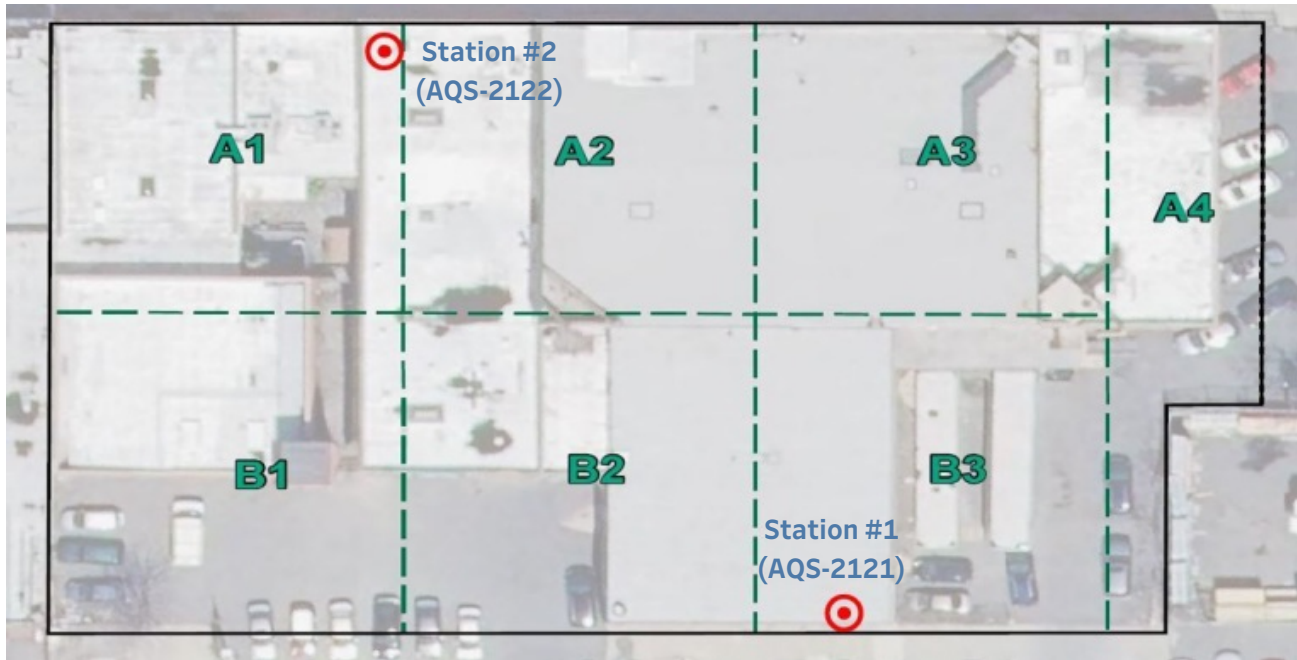 Station #2
(AQS-2122)
A1
A2
A3
A4
B1
B2
B3
Station #1
(AQS-2121)